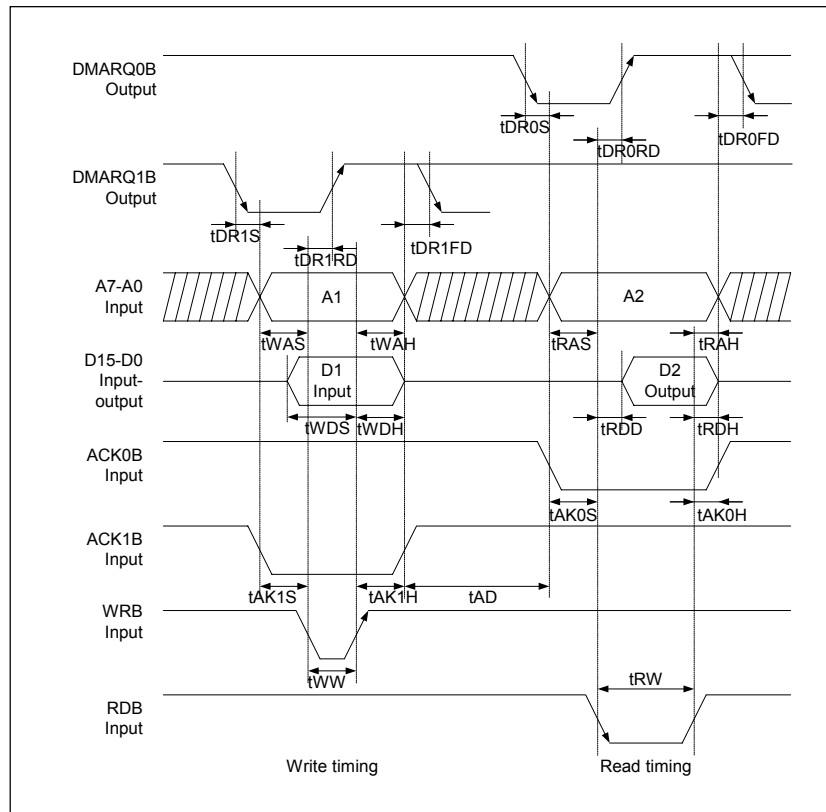 DMARQ0B
Output
tDR0S
tDR0RD
tDR0FD
DMARQ1B
Output
tDR1S
tDR1RD
tDR1FD
A7-A0
Input
A1
A2
tWAS
tWAH
tRAS
tRAH
D15-D0
Input-
output
D1
Input
D2
Output
tWDS
tWDH
tRDD
tRDH
ACK0B
Input
tAK0S
tAK0H
ACK1B
Input
tAK1S
tAK1H
tAD
WRB
Input
tWW
tRW
RDB
Input
Write timing
Read timing